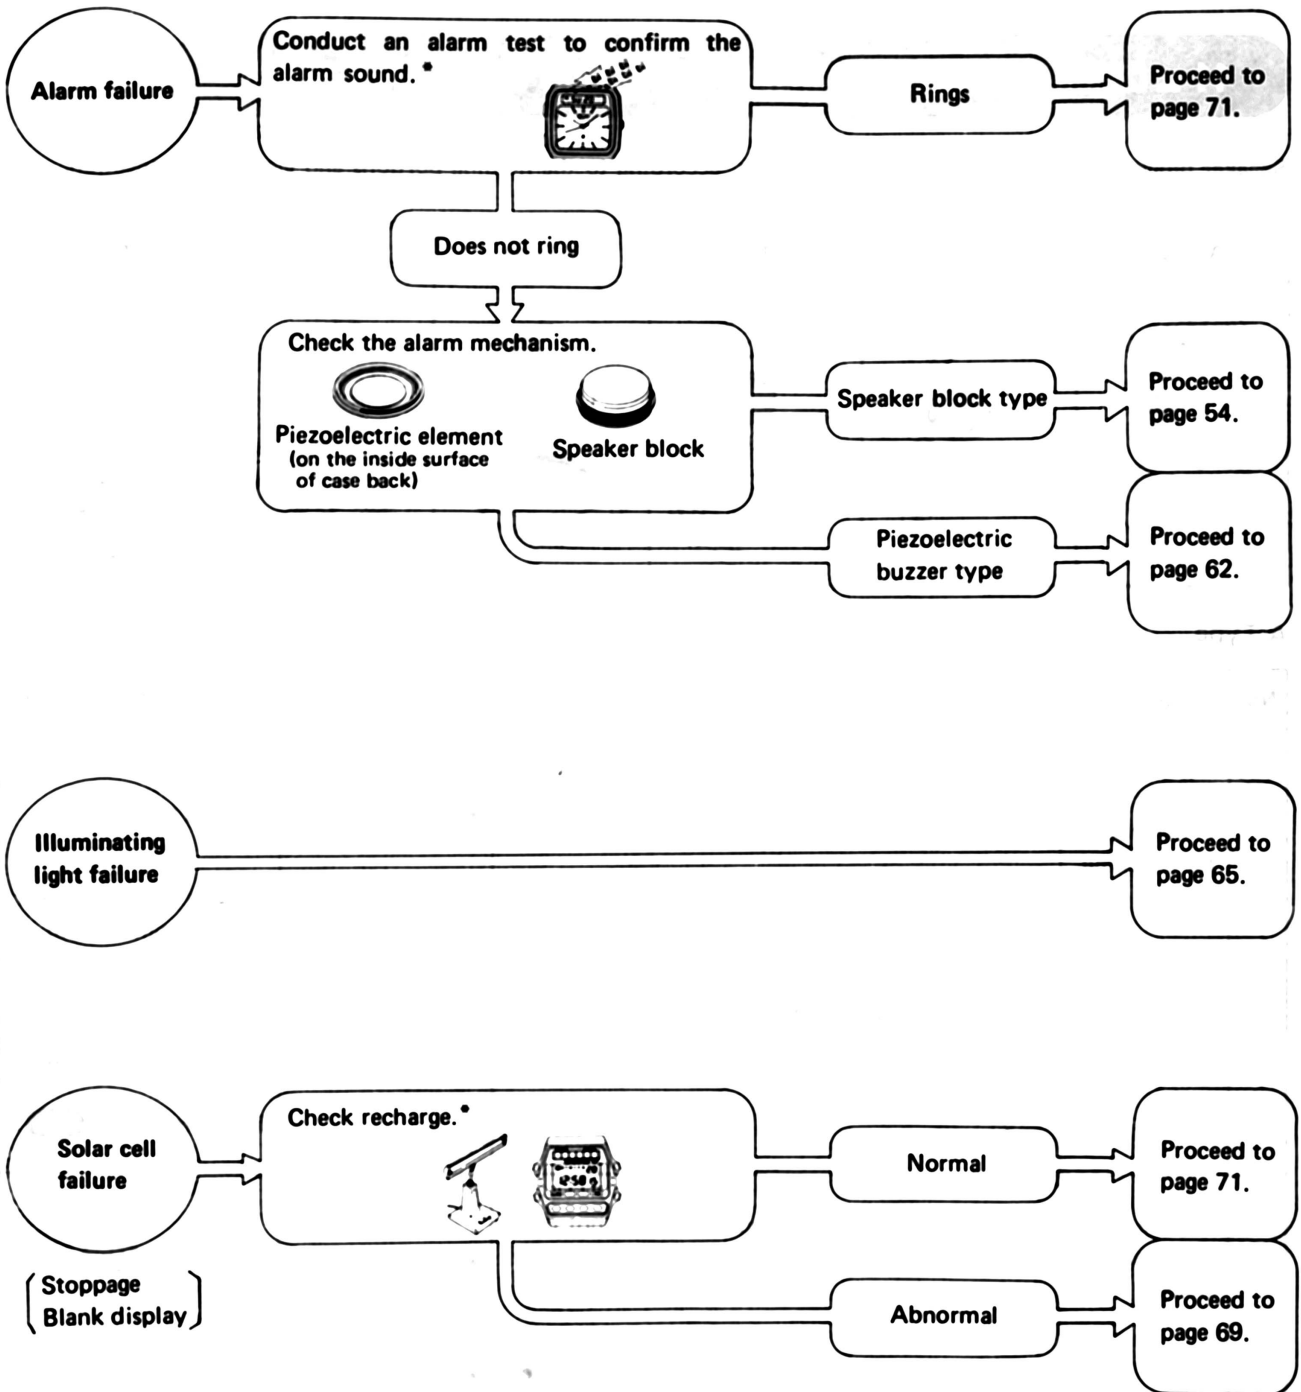 Alarm failure
Conduct an alarm test to confirm the
alarm sound.*
Rings
Proceed to
page 71.
Does not ring
Check the alarm mechanism.
Piezoelectric element
(on the inside surface
of case back)
Speaker block
Speaker block type
Proceed to
page 54.
Piezoelectric
buzzer type
Proceed to
page 62.
Illuminating
light failure
Proceed to
page 65.
Solar cell
failure
(Stoppage
Blank display)
Check recharge.*
12:50
Normal
Proceed to
page 71.
Abnormal
Proceed to
page 69.